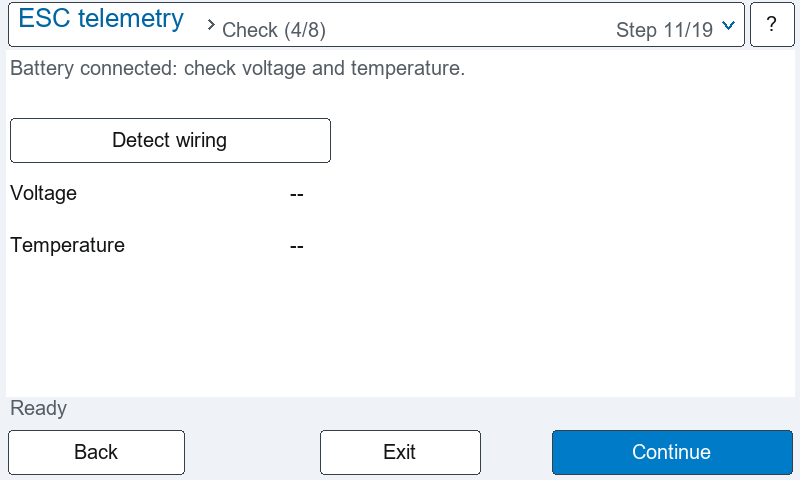 ESC telemetry > Check (4/8) Step 11/19 ?
Battery connected: check voltage and temperature.
Detect wiring
Voltage --
Temperature --
Ready
Back Exit Continue